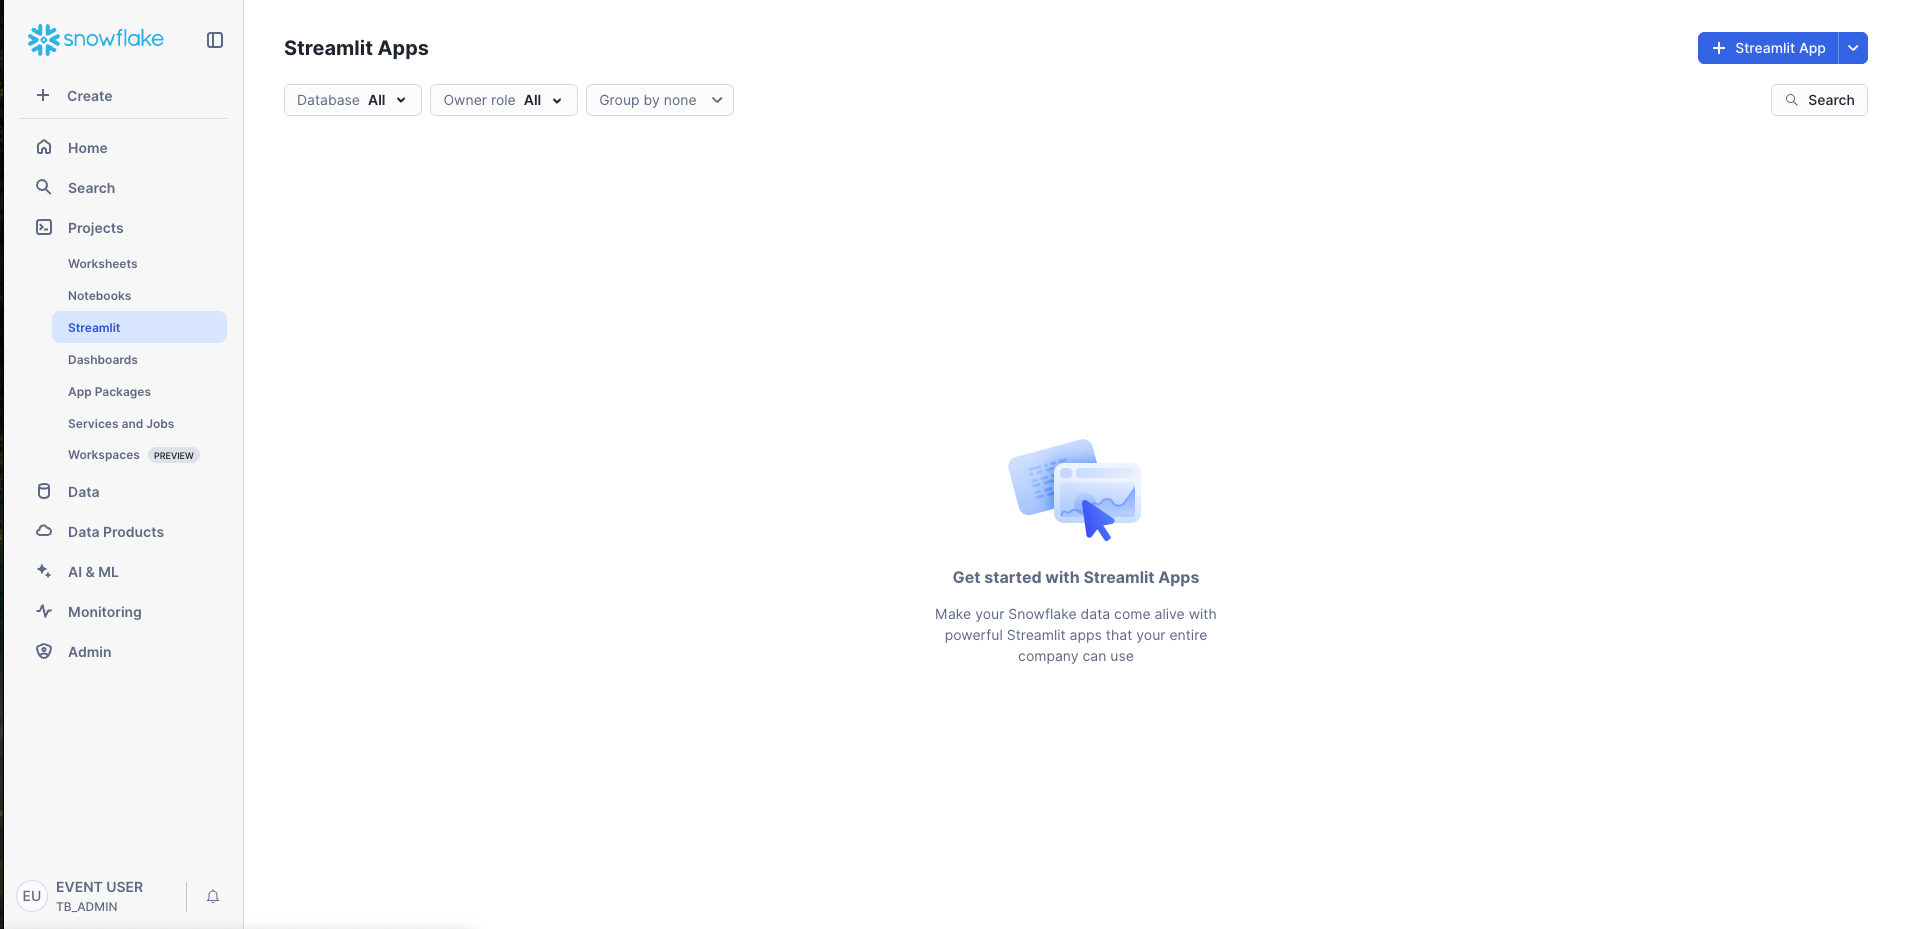 snowflake
Create
Home
Search
Projects
Worksheets
Notebooks
Streamlit
Dashboards
App Packages
Services and Jobs
Workspaces PREVIEW
Data
Data Products
AI & ML
Monitoring
Admin
EU EVENT USER
TB_ADMIN
Streamlit Apps
Streamlit App
Database All
Owner role All
Group by none
Search
Get started with Streamlit Apps
Make your Snowflake data come alive with
powerful Streamlit apps that your entire
company can use